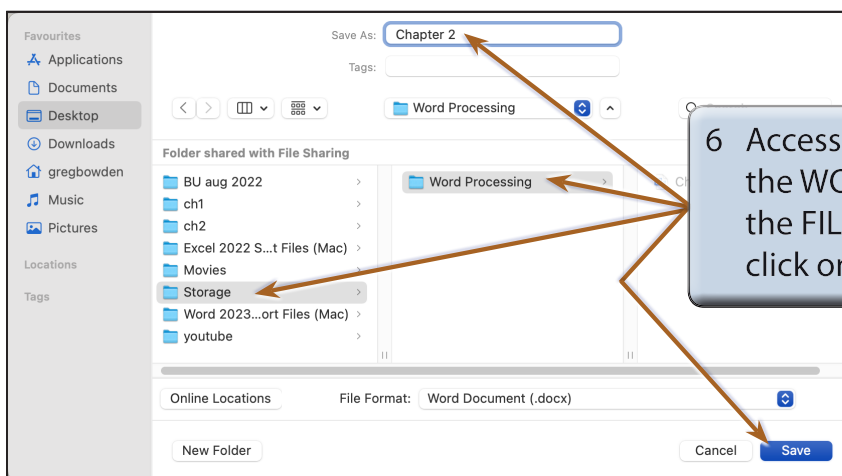 Favourites
Applications
Documents
Desktop
Downloads
gregbowden
Music
Pictures
Locations
Tags
Save As: Chapter 2
Tags:
Word Processing
Folder shared with File Sharing
BU aug 2022
ch1
ch2
Excel 2022 S...t Files (Mac)
Movies
Storage
Word 2023...ort Files (Mac)
youtube
Word Processing
6 Access
the WO
the FIL
click or
Online Locations
File Format: Word Document (.docx)
New Folder
Cancel
Save